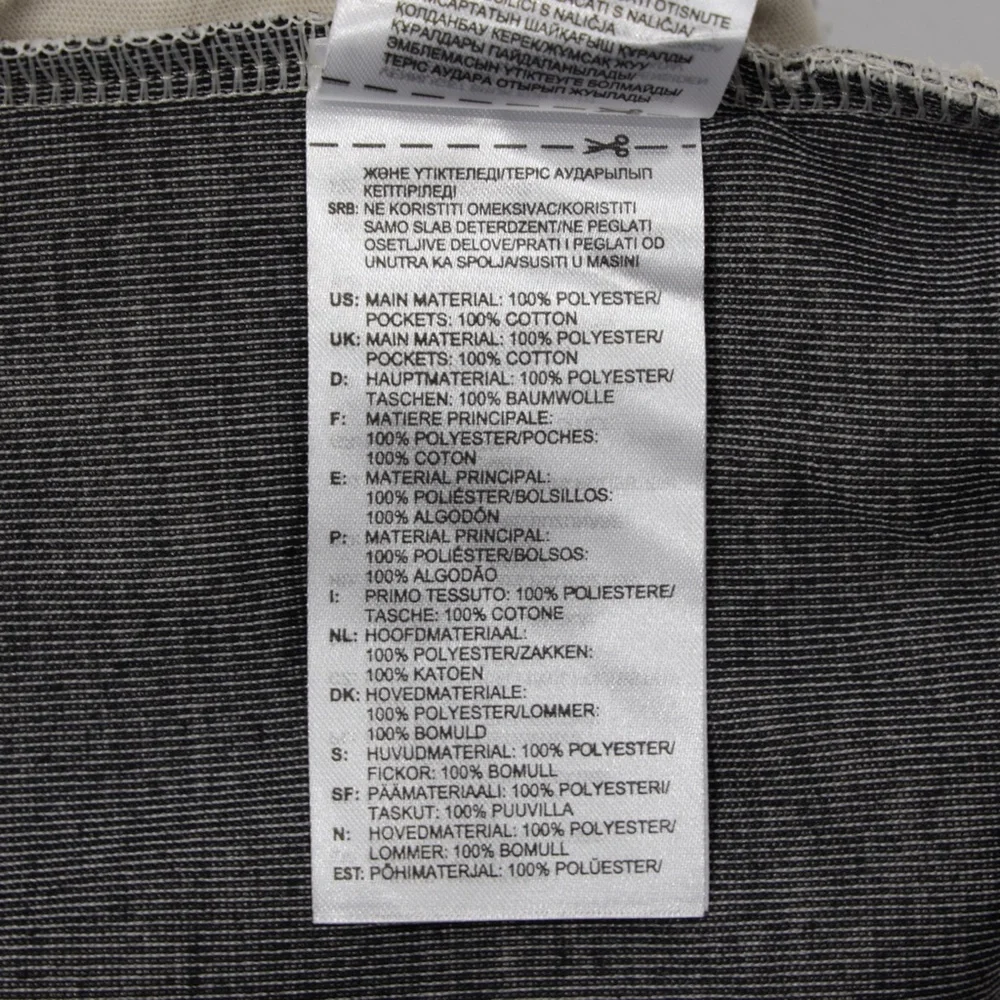 OTISNUTE
S NALIČJA/
КОЛДАНБАУ КЕРЕК/ЖҰМСАК ЖУУ
ҚҰРАЛДАРЫ ПАЙДАЛАНЫЛАДЫ/
ЭМБЛЕМАСЫН ҮТІКТЕУГЕ БОЛМАЙДЫ/
ТЕРІС АУДАРА ОТЫРЫП ЖУЫЛАДЫ
ЖӘНЕ ҮТІКТЕЛЕДІ/ТЕРІС АУДАРЫЛЫП
КЕПТІРІЛЕДІ
SRB: NE KORISTITI OMEKSIVAC/KORISTITI
SAMO SLAB DETERDZENT/NE PEGLATI
OSETLJIVE DELOVE/PRATI I PEGLATI OD
UNUTRA KA SPOLJA/SUSITI U MASINI
US: MAIN MATERIAL: 100% POLYESTER/
POCKETS: 100% COTTON
UK: MAIN MATERIAL: 100% POLYESTER/
POCKETS: 100% COTTON
D: HAUPTMATERIAL: 100% POLYESTER/
TASCHEN: 100% BAUMWOLLE
F: MATIERE PRINCIPALE:
100% POLYESTER/POCHES:
100% COTON
E: MATERIAL PRINCIPAL:
100% POLIÉSTER/BOLSILLOS:
100% ALGODÓN
P: MATERIAL PRINCIPAL:
100% POLIÉSTER/BOLSOS:
100% ALGODÃO
I: PRIMO TESSUTO: 100% POLIESTERE/
TASCHE: 100% COTONE
NL: HOOFDMATERIAAL:
100% POLYESTER/ZAKKEN:
100% KATOEN
DK: HOVEDMATERIALE:
100% POLYESTER/LOMMER:
100% BOMULD
S: HUVUDMATERIAL: 100% POLYESTER/
FICKOR: 100% BOMULL
SF: PÄÄMATERIAALI: 100% POLYESTERI/
TASKUT: 100% PUUVILLA
N: HOVEDMATERIAL: 100% POLYESTER/
LOMMER: 100% BOMULL
EST: PÕHIMATERJAL: 100% POLÜESTER/